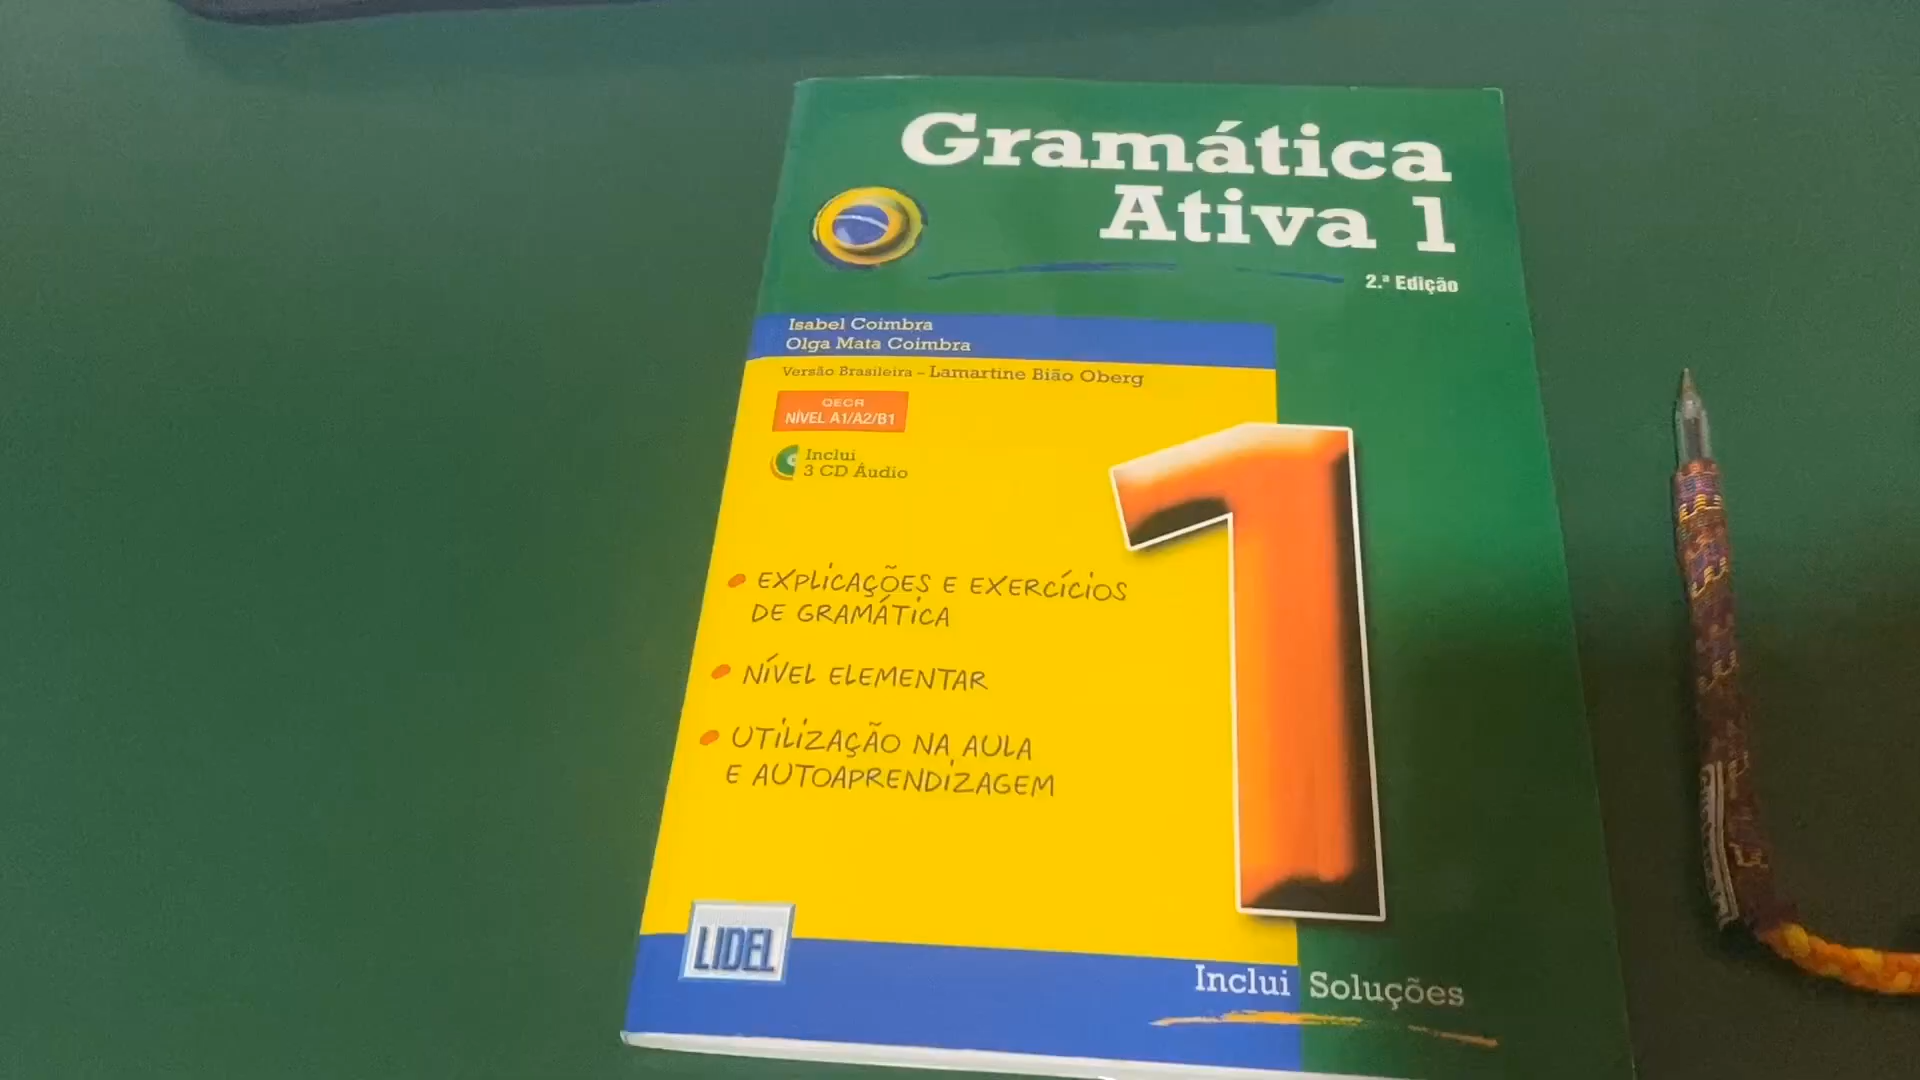 Gramática
Ativa 1
2.ª Edição
Isabel Coimbra
Olga Mata Coimbra
Versão Brasileira – Lamartine Bião Oberg
QECR
NÍVEL A1/A2/B1
Inclui
3 CD Áudio
EXPLICAÇÕES E EXERCÍCIOS
DE GRAMÁTICA
NÍVEL ELEMENTAR
UTILIZAÇÃO NA AULA
E AUTOAPRENDIZAGEM
1
LIDEL
Inclui Soluções